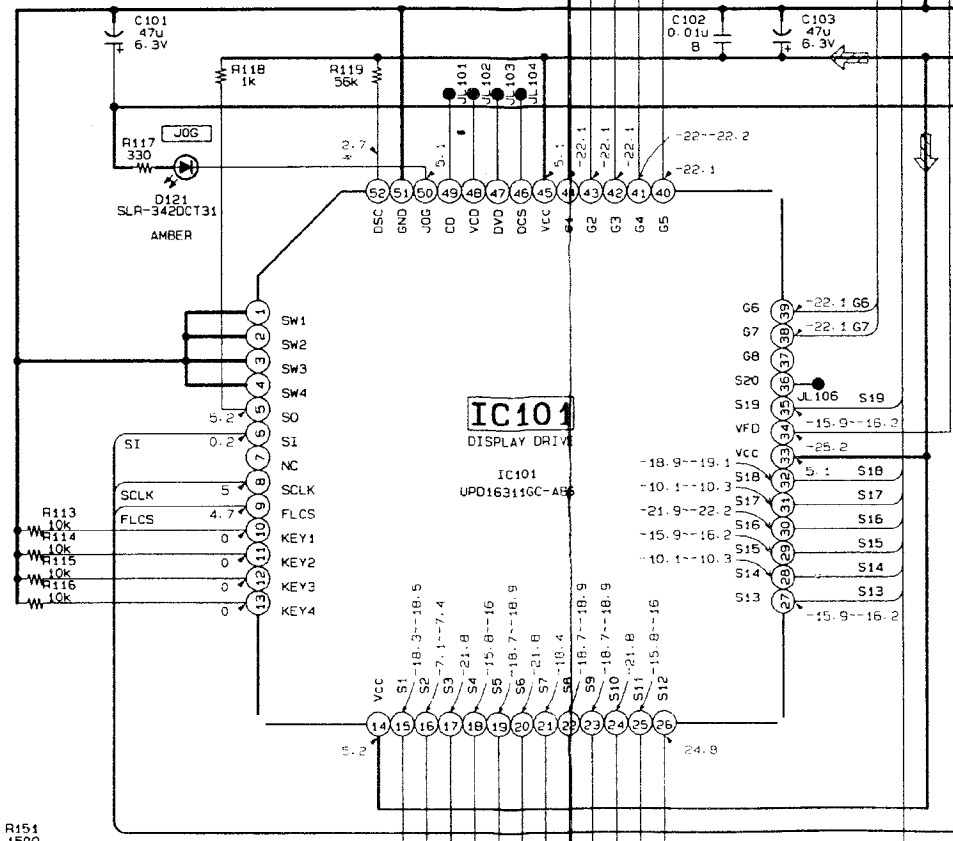 C101
47u
6.3V
C102
0.01u
B
C103
47u
6.3V
R118
1k
R119
56k
JL101
JL102
JL103
JL104
R117
330
JOG
D121
SLR-342DCT31
AMBER
2.7
5.1
5.1
-22.1
-22.1
-22.1
-22--22.2
-22.1
52 51 50 49 48 47 46 45 44 43 42 41 40
DSC GND JOG CD VCD DVD DCS VCC G1 G2 G3 G4 G5
1 SW1
2 SW2
3 SW3
4 SW4
5.2 5 SO
SI 0.2 6 SI
7 NC
SCLK 5 8 SCLK
FLCS 4.7 9 FLCS
R113
10k
0 10 KEY1
R114
10k
0 11 KEY2
R115
10k
0 12 KEY3
R116
10k
0 13 KEY4
IC101
DISPLAY DRIV
IC101
UPD16311GC-AB6
G6 39 -22.1 G6
G7 38 -22.1 G7
G8 37
S20 36
JL106
S19 35 S19
VFD 34 -15.9--16.2
VCC 33 -25.2
-18.9--19.1 S18 32 5.1 S18
-10.1--10.3 S17 31 S17
-21.9--22.2 S16 30 S16
-15.9--16.2 S15 29 S15
-10.1--10.3 S14 28 S14
S13 27 S13
-15.9--16.2
Vcc S1 S2 S3 S4 S5 S6 S7 S8 S9 S10 S11 S12
-18.3--18.5
-7.1--7.4
-21.8
-15.8--16
-18.7--18.9
-21.8
-18.4
-18.7--18.9
-18.7--18.9
-21.8
-15.8--16
14 15 16 17 18 19 20 21 22 23 24 25 26
5.2
24.8
R151